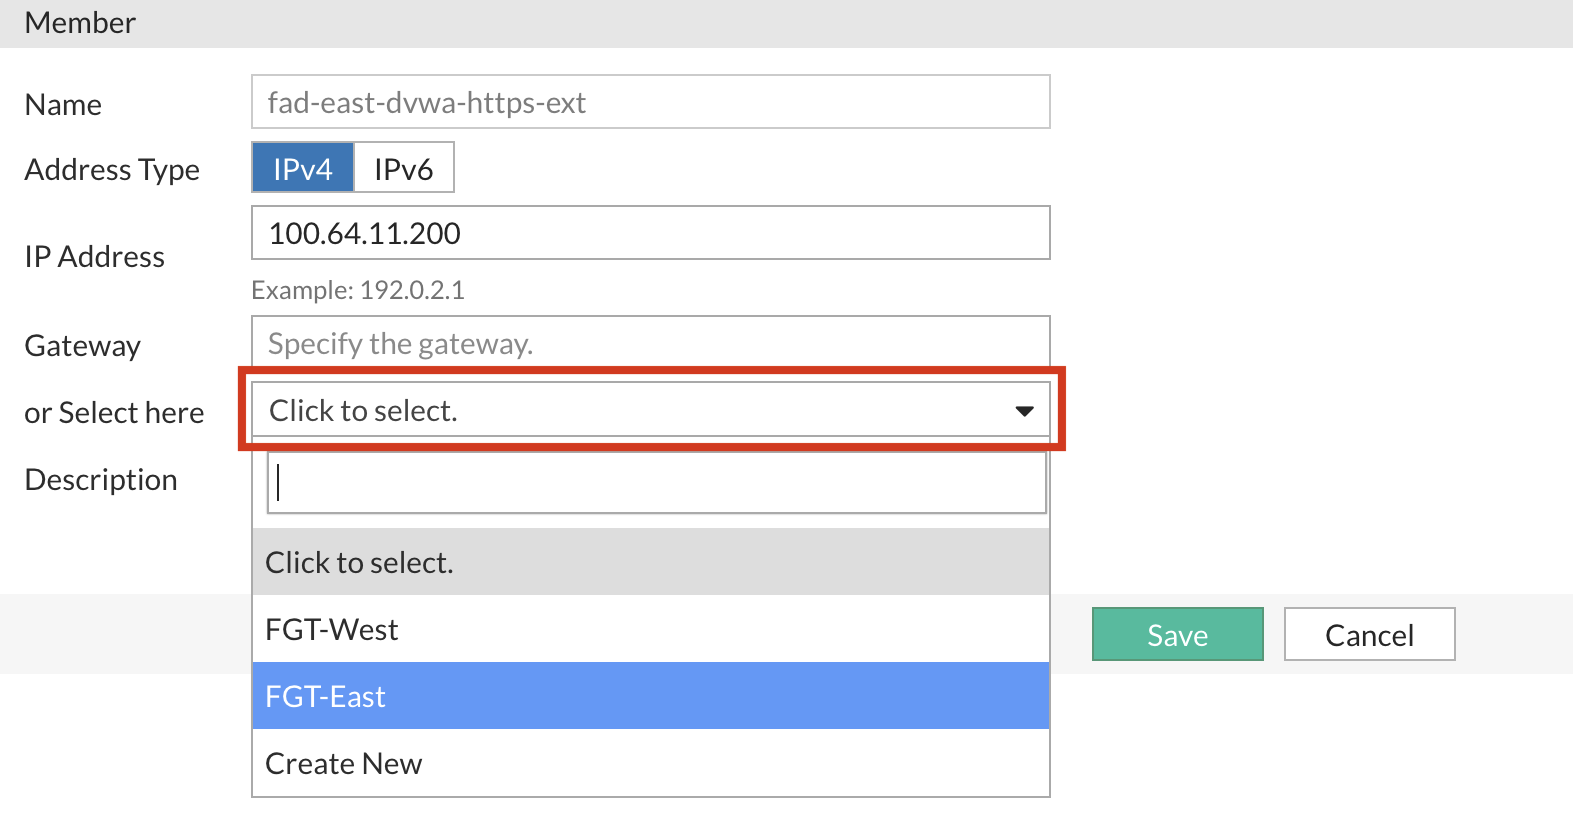 Member
Name
fad-east-dvwa-https-ext
Address Type
IPv4
IPv6
IP Address
100.64.11.200
Example: 192.0.2.1
Gateway
Specify the gateway.
or Select here
Click to select.
Description
Click to select.
FGT-West
FGT-East
Create New
Save
Cancel